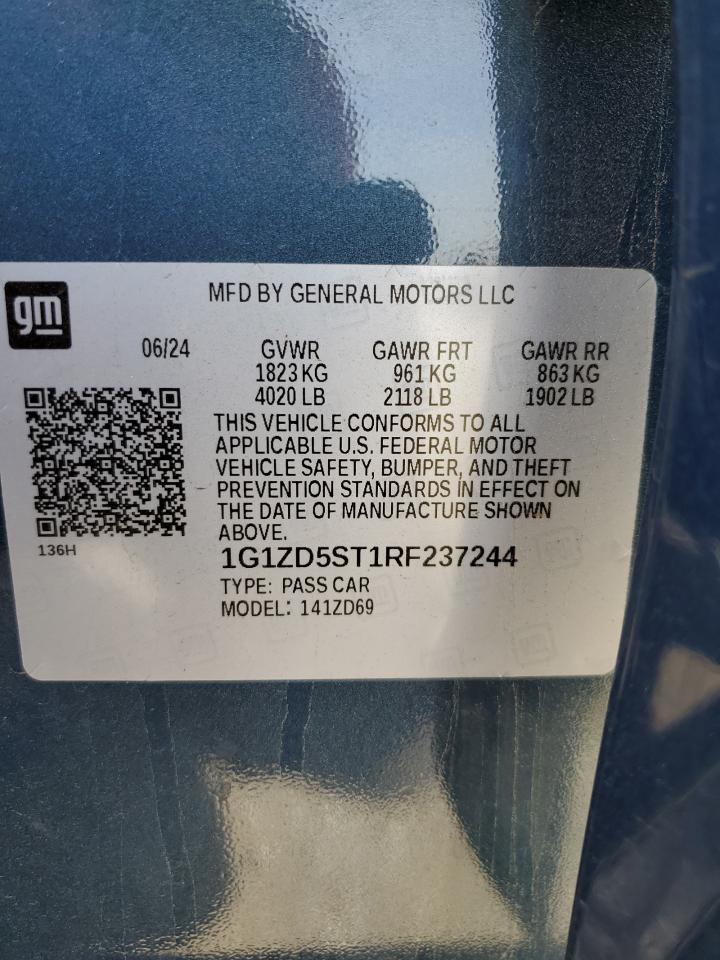 gm
MFD BY GENERAL MOTORS LLC
06/24
GVWR GAWR FRT GAWR RR
1823 KG 961 KG 863 KG
4020 LB 2118 LB 1902 LB
THIS VEHICLE CONFORMS TO ALL
APPLICABLE U.S. FEDERAL MOTOR
VEHICLE SAFETY, BUMPER, AND THEFT
PREVENTION STANDARDS IN EFFECT ON
THE DATE OF MANUFACTURE SHOWN
ABOVE.
136H
1G1ZD5ST1RF237244
TYPE: PASS CAR
MODEL: 141ZD69